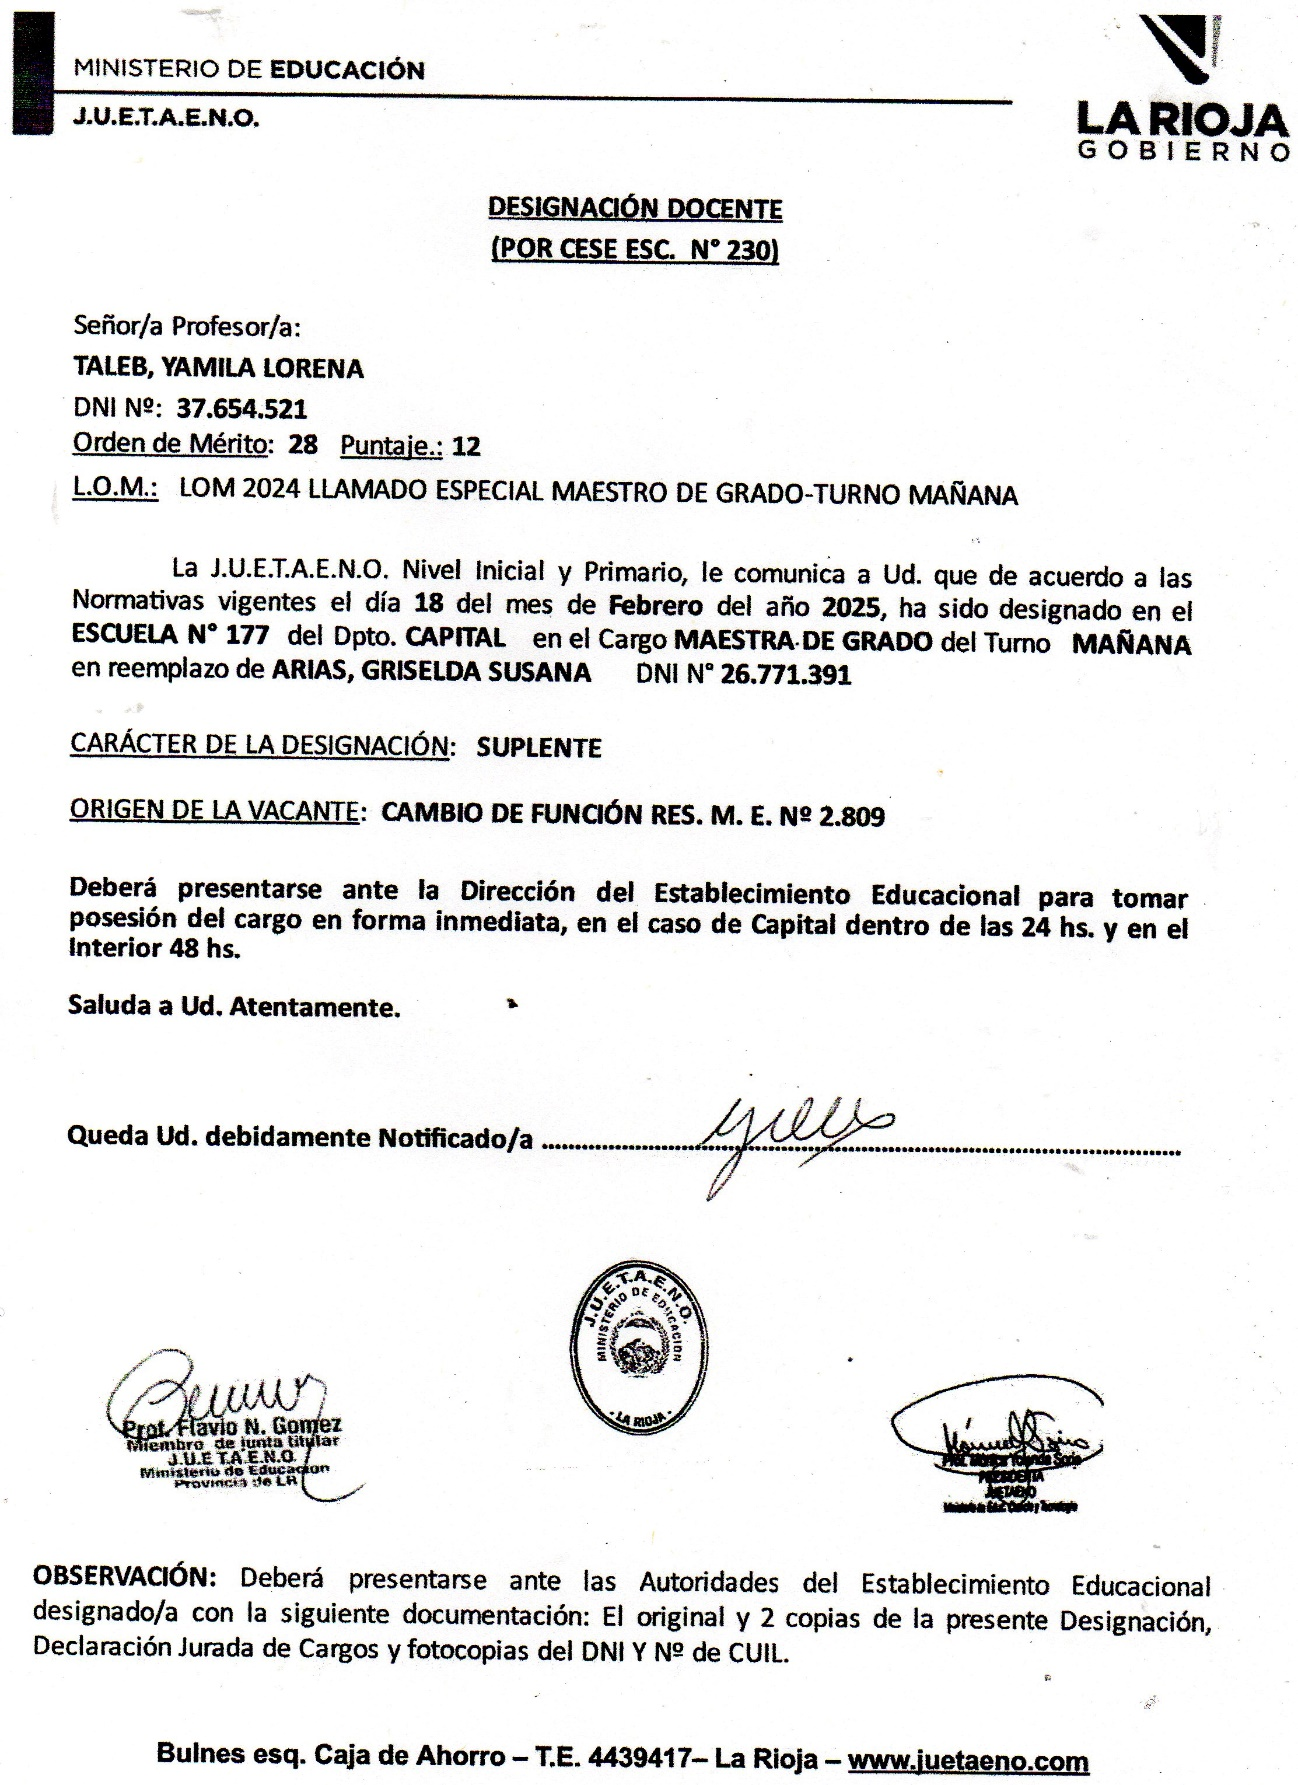 MINISTERIO DE EDUCACIÓN
J.U.E.T.A.E.N.O.
LA RIOJA
GOBIERNO
DESIGNACIÓN DOCENTE
(POR CESE ESC. N° 230)
Señor/a Profesor/a:
TALEB, YAMILA LORENA
DNI Nº: 37.654.521
Orden de Mérito: 28 Puntaje.: 12
L.O.M.: LOM 2024 LLAMADO ESPECIAL MAESTRO DE GRADO-TURNO MAÑANA
La J.U.E.T.A.E.N.O. Nivel Inicial y Primario, le comunica a Ud. que de acuerdo a las
Normativas vigentes el día 18 del mes de Febrero del año 2025, ha sido designado en el
ESCUELA N° 177 del Dpto. CAPITAL en el Cargo MAESTRA DE GRADO del Turno MAÑANA
en reemplazo de ARIAS, GRISELDA SUSANA DNI N° 26.771.391
CARÁCTER DE LA DESIGNACIÓN: SUPLENTE
ORIGEN DE LA VACANTE: CAMBIO DE FUNCIÓN RES. M. E. Nº 2.809
Deberá presentarse ante la Dirección del Establecimiento Educacional para tomar
posesión del cargo en forma inmediata, en el caso de Capital dentro de las 24 hs. y en el
Interior 48 hs.
Saluda a Ud. Atentamente.
Queda Ud. debidamente Notificado/a ................................................................
J.U.E.T.A.E.N.O.
MINISTERIO DE EDUCACION
- LA RIOJA -
Prof. Flavio N. Gomez
Miembro de junta titular
J.U.E.T.A.E.N.O.
Ministerio de Educacion
Provincia de LR
Yolanda Soria
PRESIDENTA
JUETAENO
OBSERVACIÓN: Deberá presentarse ante las Autoridades del Establecimiento Educacional
designado/a con la siguiente documentación: El original y 2 copias de la presente Designación,
Declaración Jurada de Cargos y fotocopias del DNI Y Nº de CUIL.
Bulnes esq. Caja de Ahorro – T.E. 4439417– La Rioja – www.juetaeno.com